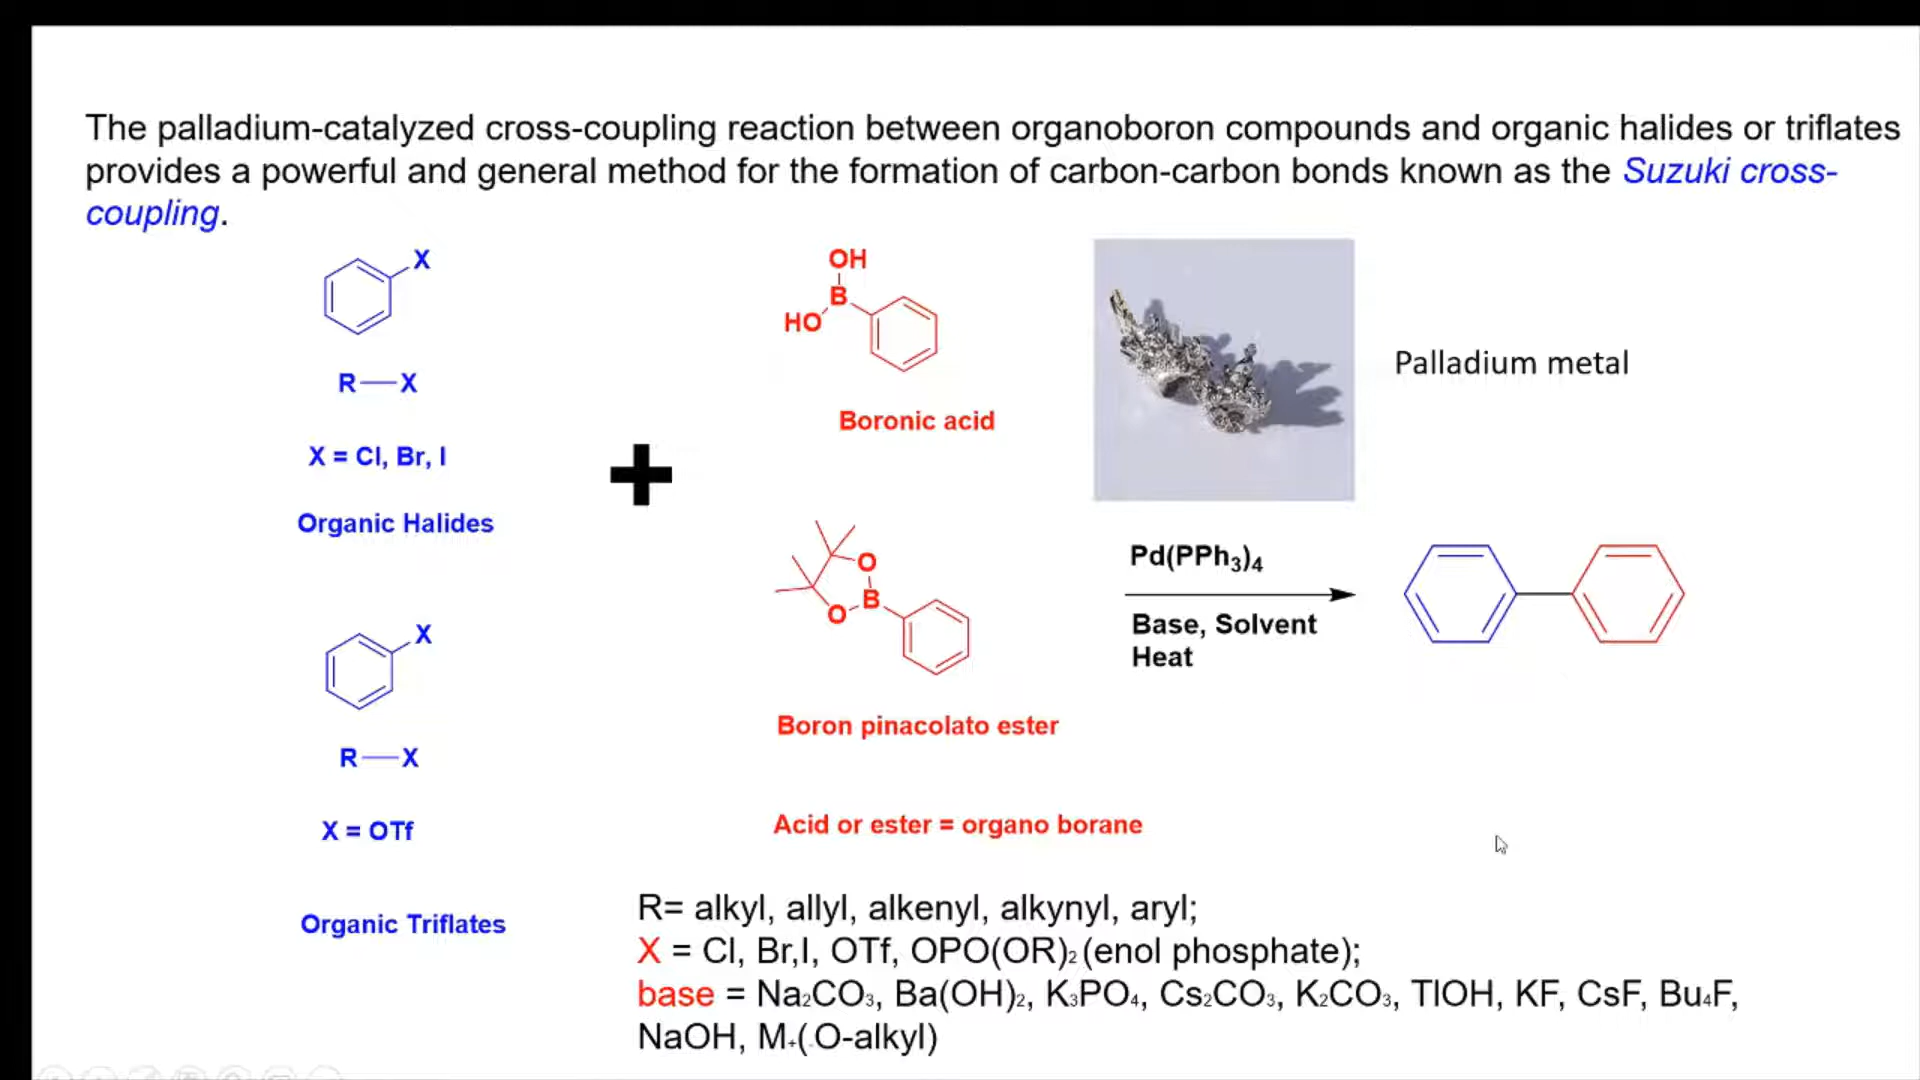 The palladium-catalyzed cross-coupling reaction between organoboron compounds and organic halides or triflates
provides a powerful and general method for the formation of carbon-carbon bonds known as the Suzuki cross-
coupling.
X
R—X
X = Cl, Br, I
Organic Halides
X
R—X
X = OTf
Organic Triflates
OH
B
HO
Boronic acid
O
B
O
Boron pinacolato ester
Acid or ester = organo borane
Palladium metal
Pd(PPh₃)₄
Base, Solvent
Heat
R= alkyl, allyl, alkenyl, alkynyl, aryl;
X = Cl, Br,I, OTf, OPO(OR)₂ (enol phosphate);
base = Na₂CO₃, Ba(OH)₂, K₃PO₄, Cs₂CO₃, K₂CO₃, TlOH, KF, CsF, Bu₄F,
NaOH, M₊(₋O-alkyl)